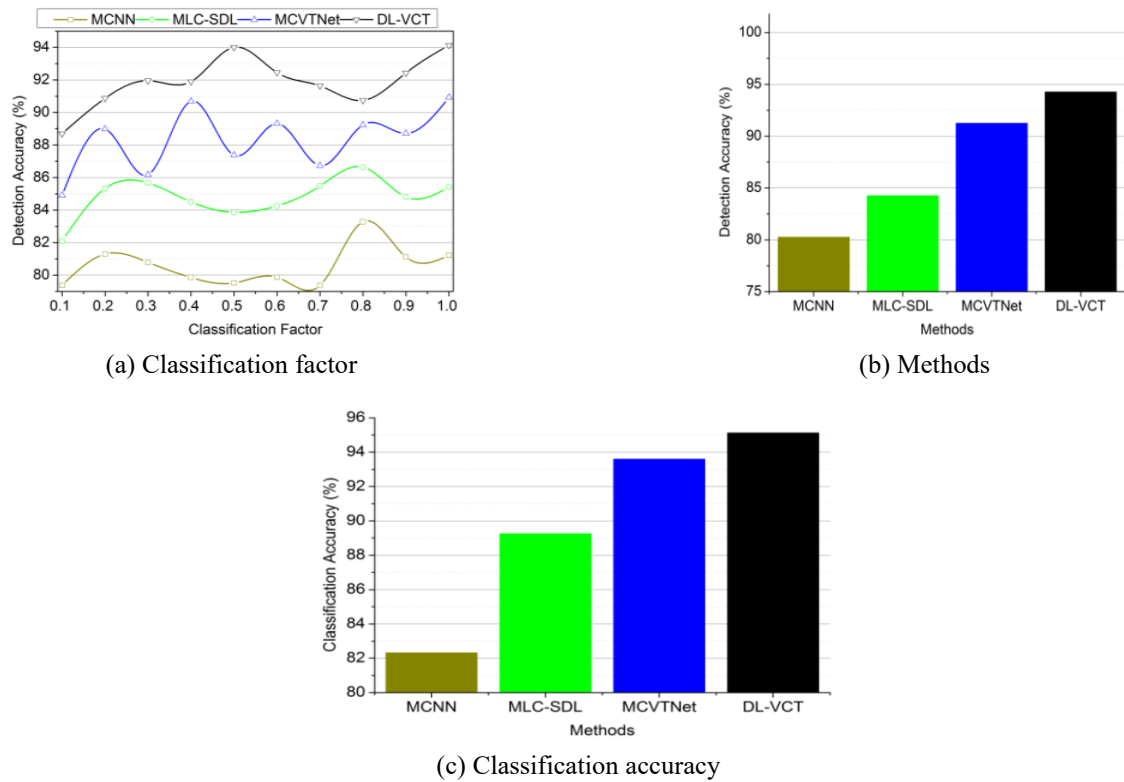 MCNN MLC-SDL MCVTNet DL-VCT
94
92
90
88
86
84
82
80
Detection Accuracy (%)
0.1 0.2 0.3 0.4 0.5 0.6 0.7 0.8 0.9 1.0
Classification Factor
(a) Classification factor
100
95
90
85
80
75
Detection Accuracy (%)
MCNN MLC-SDL MCVTNet DL-VCT
Methods
(b) Methods
96
94
92
90
88
86
84
82
80
Classification Accuracy (%)
MCNN MLC-SDL MCVTNet DL-VCT
Methods
(c) Classification accuracy